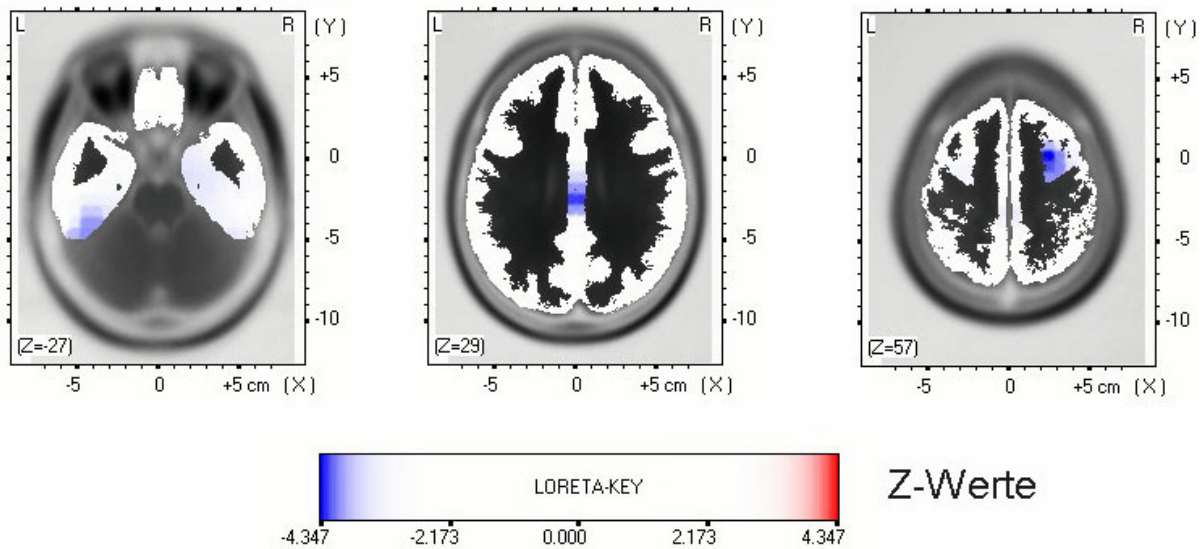 L R (Y)
+5
0
-5
-10
(Z=-27)
-5 0 +5 cm (X)
L R (Y)
+5
0
-5
-10
(Z=29)
-5 0 +5 cm (X)
L R (Y)
+5
0
-5
-10
(Z=57)
-5 0 +5 cm (X)
LORETA-KEY
-4.347 -2.173 0.000 2.173 4.347
Z-Werte